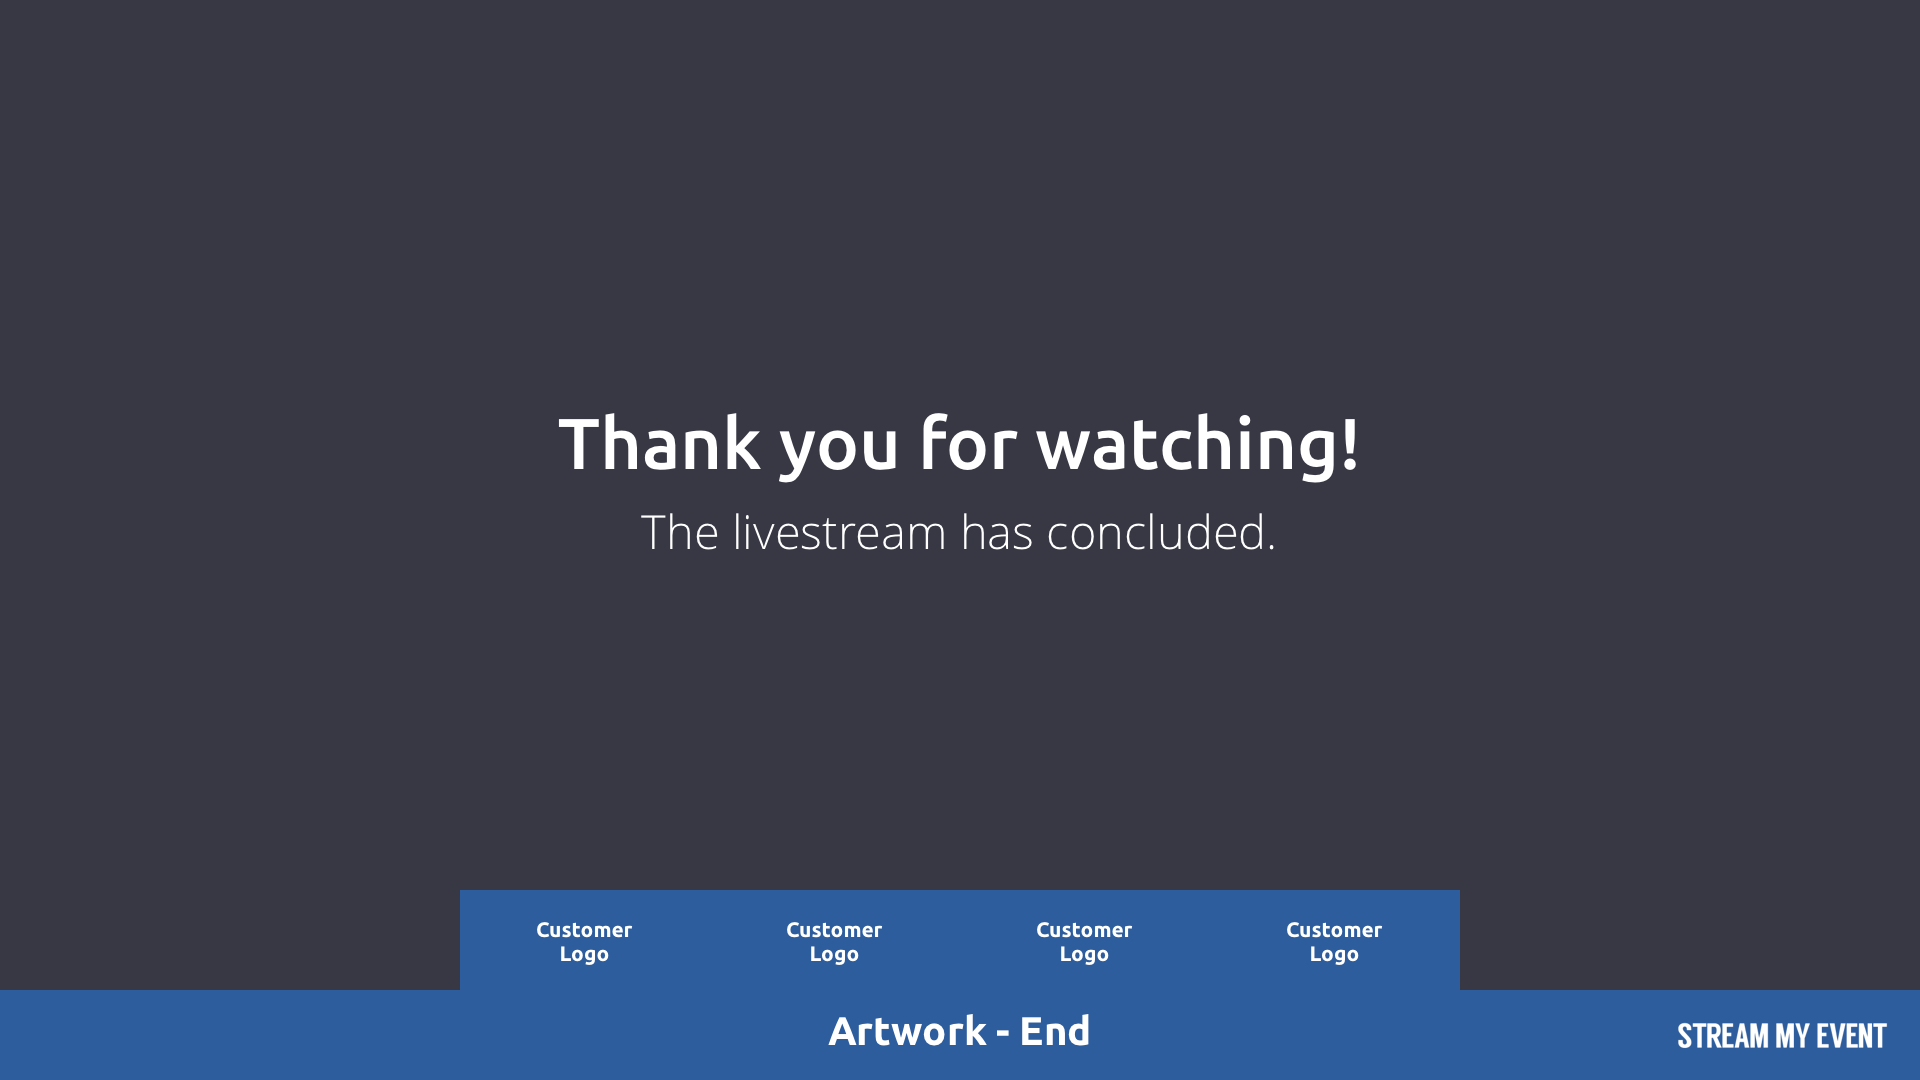 Thank you for watching!
The livestream has concluded.
Customer
Logo
Customer
Logo
Customer
Logo
Customer
Logo
Artwork - End
STREAM MY EVENT